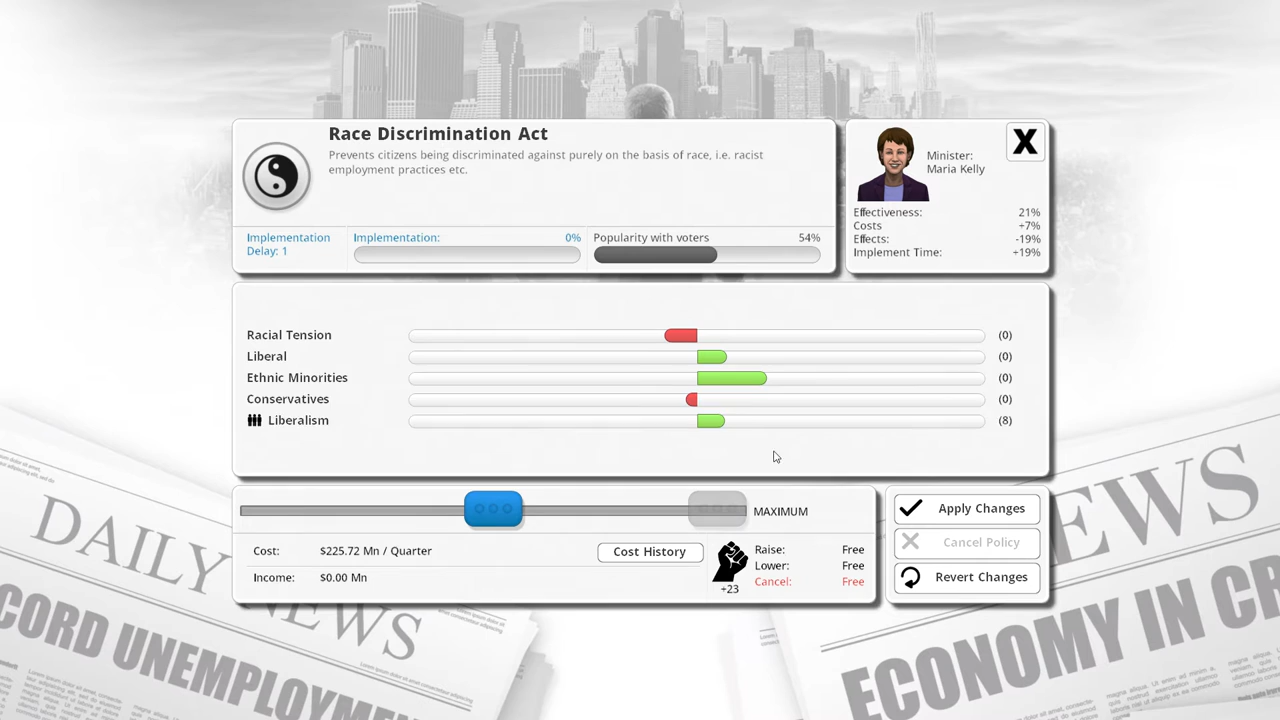 Race Discrimination Act
Prevents citizens being discriminated against purely on the basis of race, i.e. racist
employment practices etc.
Implementation
Delay: 1
Implementation: 0%
Popularity with voters 54%
Minister:
Maria Kelly
X
Effectiveness: 21%
Costs +7%
Effects: -19%
Implement Time: +19%
Racial Tension (0)
Liberal (0)
Ethnic Minorities (0)
Conservatives (0)
Liberalism (8)
MAXIMUM
Cost: $225.72 Mn / Quarter
Income: $0.00 Mn
Cost History
+23
Raise: Free
Lower: Free
Cancel: Free
Apply Changes
Cancel Policy
Revert Changes
DAILY NEWS
CORD UNEMPLOYM
NEWS
ECONOMY IN CR